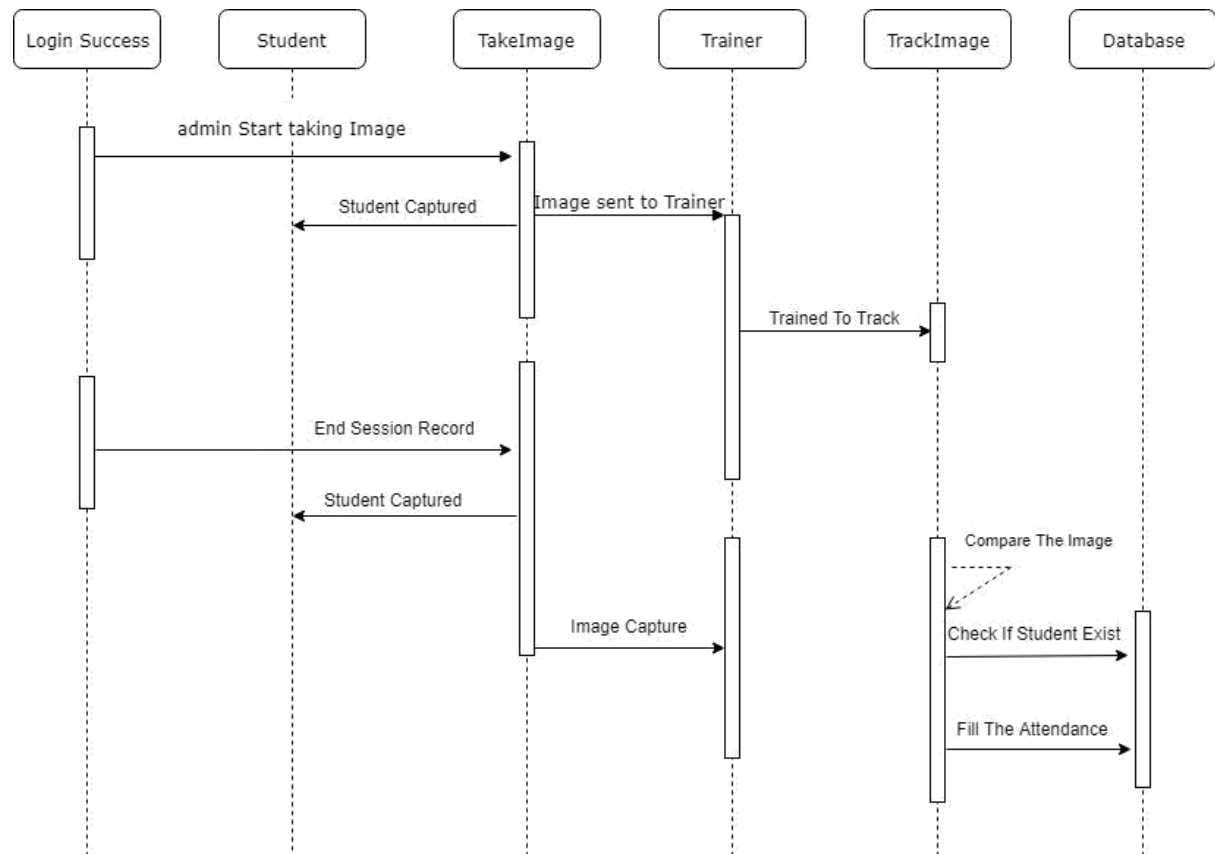 Login Success
Student
TakeImage
Trainer
TrackImage
Database
admin Start taking Image
Student Captured
Image sent to Trainer
Trained To Track
End Session Record
Student Captured
Compare The Image
Image Capture
Check If Student Exist
Fill The Attendance